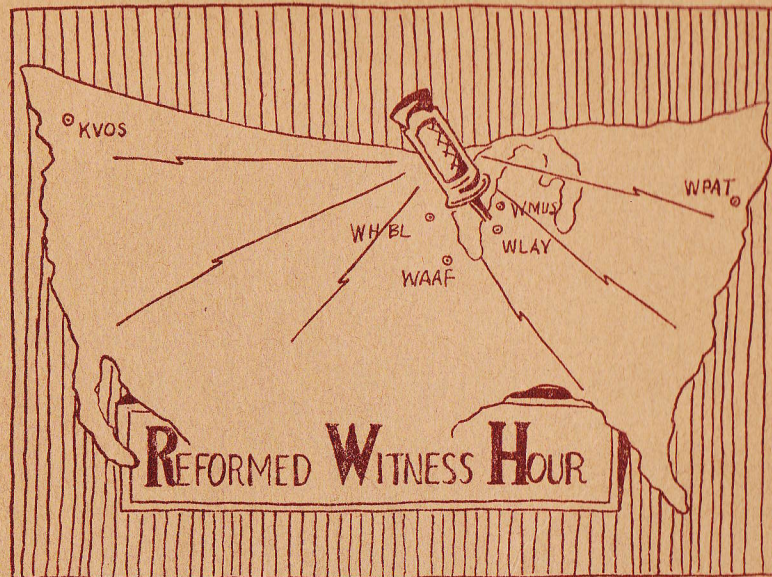 KVOS
WPAT
WMUS
WHBL
WLAY
WAAF
REFORMED WITNESS HOUR